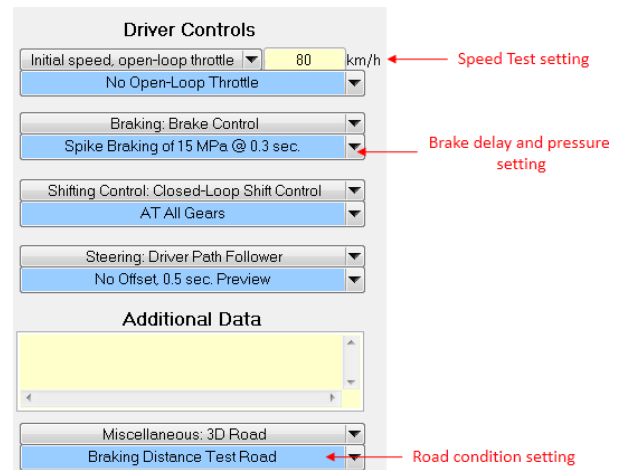 Driver Controls
Initial speed, open-loop throttle 80 km/h Speed Test setting
No Open-Loop Throttle
Braking: Brake Control
Spike Braking of 15 MPa @ 0.3 sec.
Brake delay and pressure
setting
Shifting Control: Closed-Loop Shift Control
AT All Gears
Steering: Driver Path Follower
No Offset, 0.5 sec. Preview
Additional Data
Miscellaneous: 3D Road
Braking Distance Test Road Road condition setting